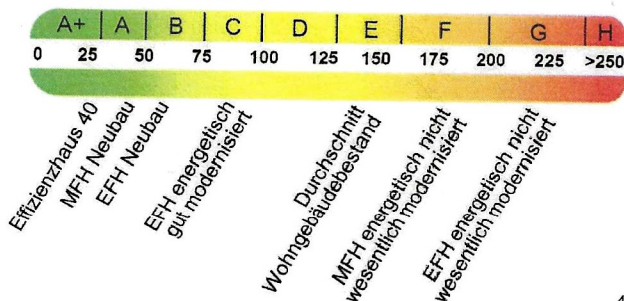 A+ A B C D E F G H
0 25 50 75 100 125 150 175 200 225 >250
Effizienzhaus 40
MFH Neubau
EFH Neubau
EFH energetisch
gut modernisiert
Durchschnitt
Wohngebäudebestand
MFH energetisch nicht
wesentlich modernisiert
EFH energetisch nicht
wesentlich modernisiert